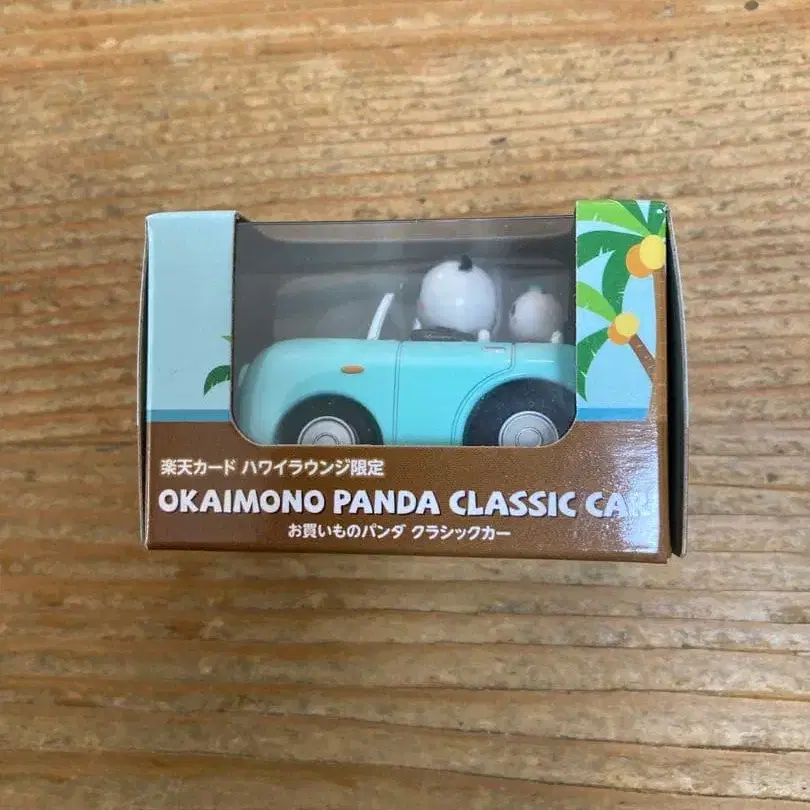 楽天カード ハワイラウンジ限定
OKAIMONO PANDA CLASSIC CAR
お買いものパンダ クラシックカー